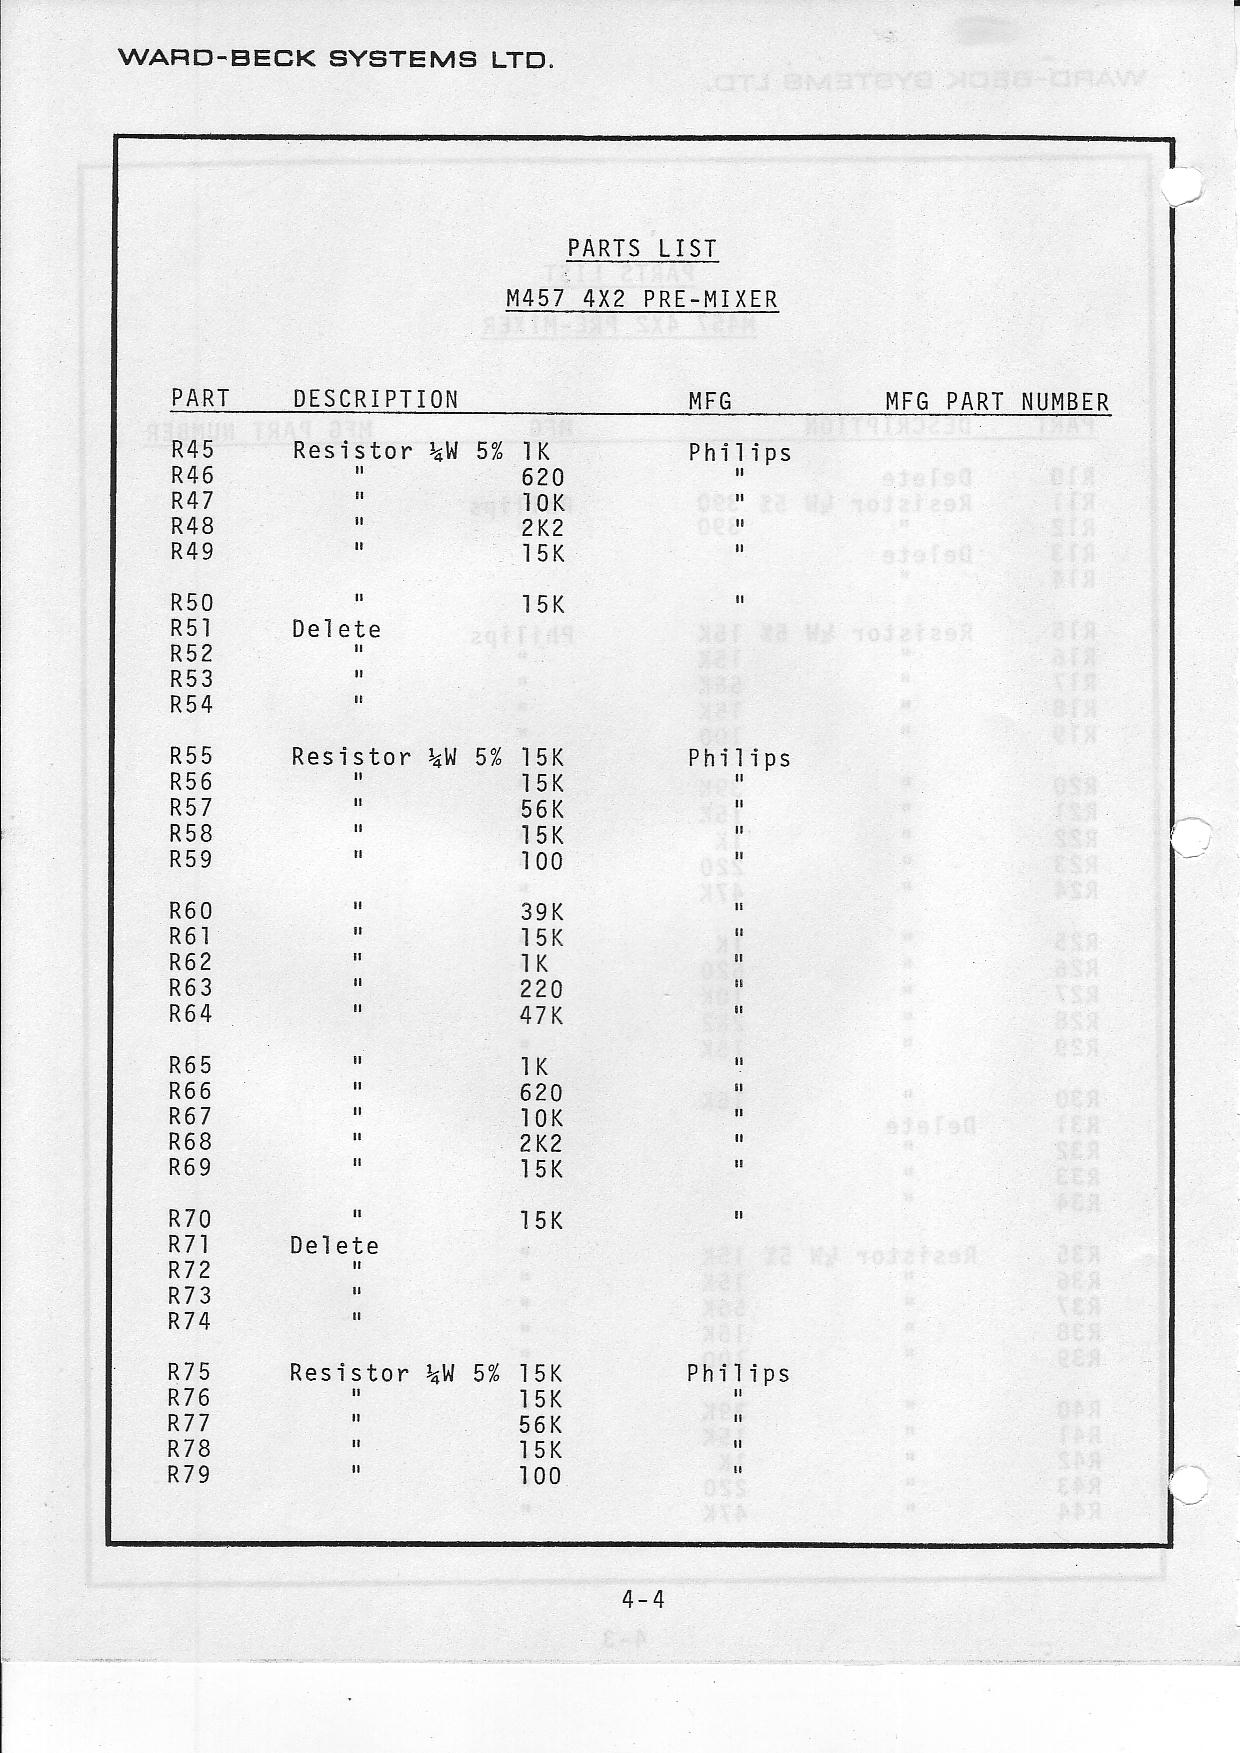 WARD-BECK SYSTEMS LTD.
PARTS LIST
M457 4X2 PRE-MIXER
PART DESCRIPTION MFG MFG PART NUMBER
R45 Resistor ¼W 5% 1K Philips
R46 " 620 "
R47 " 10K "
R48 " 2K2 "
R49 " 15K "
R50 " 15K "
R51 Delete
R52 "
R53 "
R54 "
R55 Resistor ¼W 5% 15K Philips
R56 " 15K "
R57 " 56K "
R58 " 15K "
R59 " 100 "
R60 " 39K "
R61 " 15K "
R62 " 1K "
R63 " 220 "
R64 " 47K "
R65 " 1K "
R66 " 620 "
R67 " 10K "
R68 " 2K2 "
R69 " 15K "
R70 " 15K "
R71 Delete
R72 "
R73 "
R74 "
R75 Resistor ¼W 5% 15K Philips
R76 " 15K "
R77 " 56K "
R78 " 15K "
R79 " 100 "
4-4